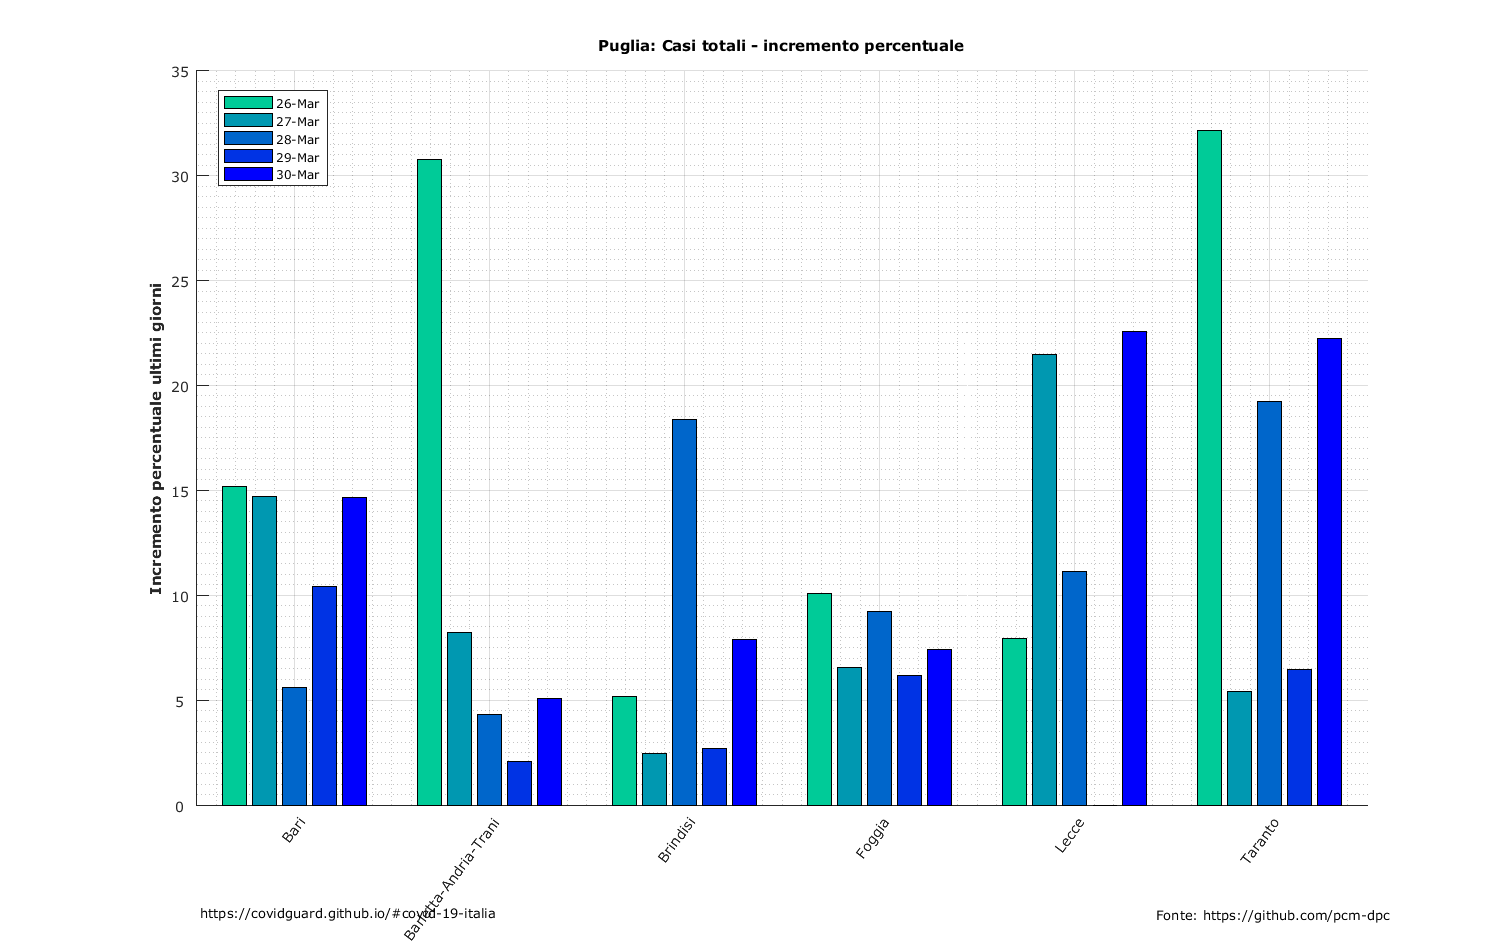 Puglia: Casi totali - incremento percentuale
35
30
25
20
15
10
5
0
Incremento percentuale ultimi giorni
26-Mar
27-Mar
28-Mar
29-Mar
30-Mar
Bari
Barletta-Andria-Trani
Brindisi
Foggia
Lecce
Taranto
https://covidguard.github.io/#covid-19-italia
Fonte: https://github.com/pcm-dpc